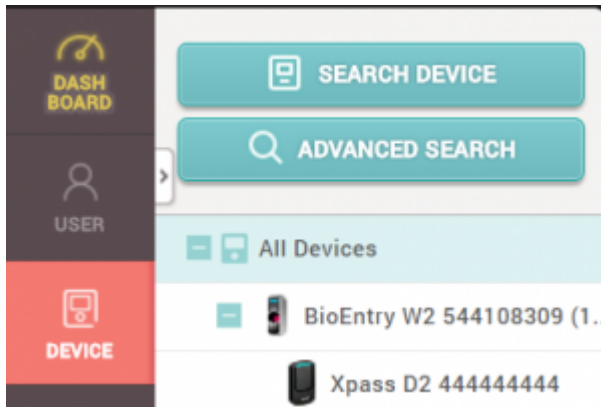 DASH
BOARD
USER
DEVICE
SEARCH DEVICE
ADVANCED SEARCH
All Devices
BioEntry W2 544108309 (1..
Xpass D2 444444444